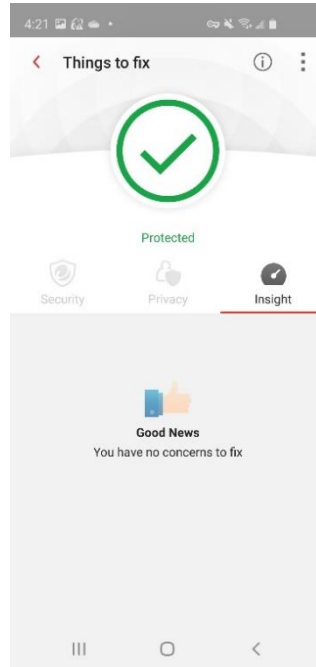 4:21
Things to fix
Protected
Security
Privacy
Insight
Good News
You have no concerns to fix